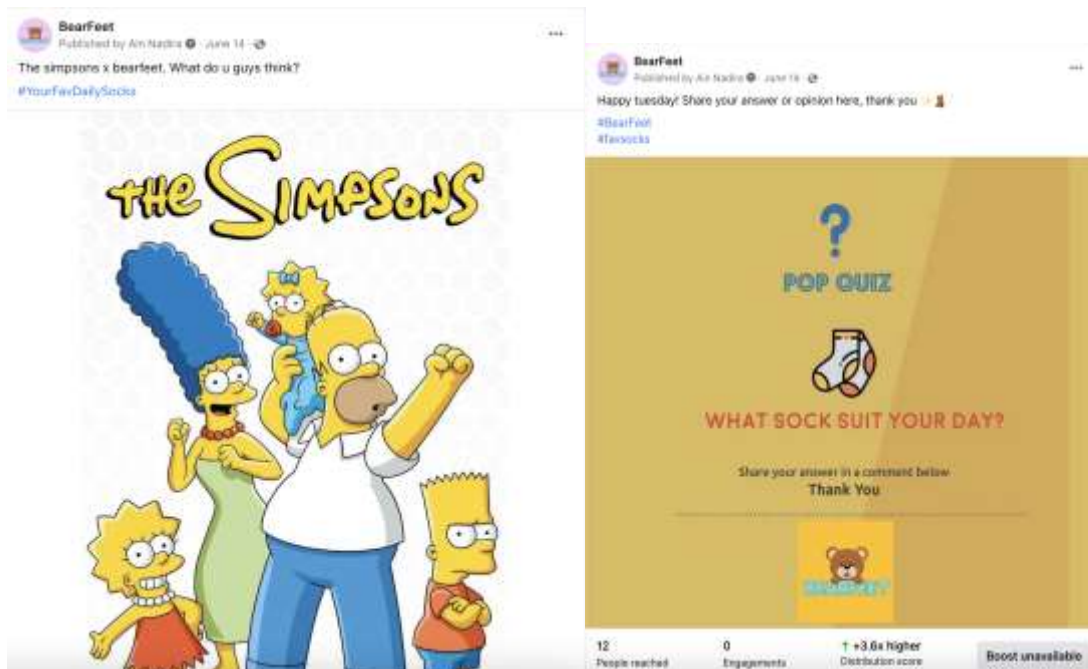 BearFeet
Published by Ain Nadira · June 14 ·
The simpsons x bearfeet. What do u guys think?
#YourFavDailySocks
THE SIMPSONS
BearFeet
Published by Ain Nadira
Happy tuesday! Share your answer or opinion here, thank you
#BearFeet
#favsocks
?
POP QUIZ
WHAT SOCK SUIT YOUR DAY?
Share your answer in a comment below
Thank You
BEARFEET
12
0
↑ +3.6x higher
Boost unavailable
People reached
Engagements
Distribution score